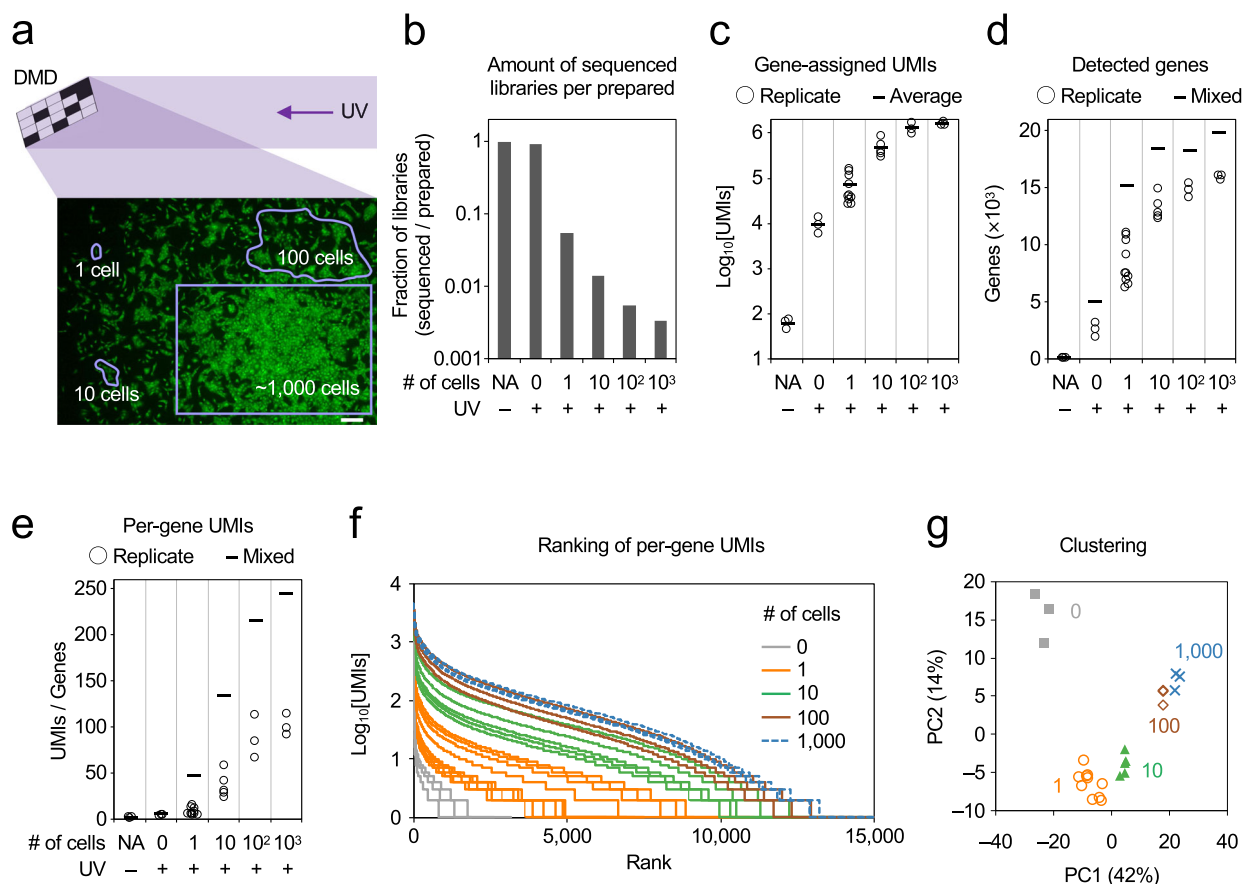 a
DMD
UV
1 cell
100 cells
10 cells
~1,000 cells
b
Amount of sequenced
libraries per prepared
Fraction of libraries
(sequenced / prepared)
1
0.1
0.01
0.001
# of cells NA 0 1 10 10² 10³
UV – + + + + +
c
Gene-assigned UMIs
Replicate Average
Log₁₀[UMIs]
6
5
4
3
2
1
NA 0 1 10 10² 10³
– + + + + +
d
Detected genes
Replicate Mixed
Genes (×10³)
20
15
10
5
0
NA 0 1 10 10² 10³
– + + + + +
e
Per-gene UMIs
Replicate Mixed
UMIs / Genes
250
200
150
100
50
0
# of cells NA 0 1 10 10² 10³
UV – + + + + +
f
Ranking of per-gene UMIs
Log₁₀[UMIs]
4
3
2
1
0
# of cells
0
1
10
100
1,000
0 5,000 10,000 15,000
Rank
g
Clustering
PC2 (14%)
20
15
10
5
0
–5
–10
0
1,000
100
10
1
–40 –20 0 20 40
PC1 (42%)